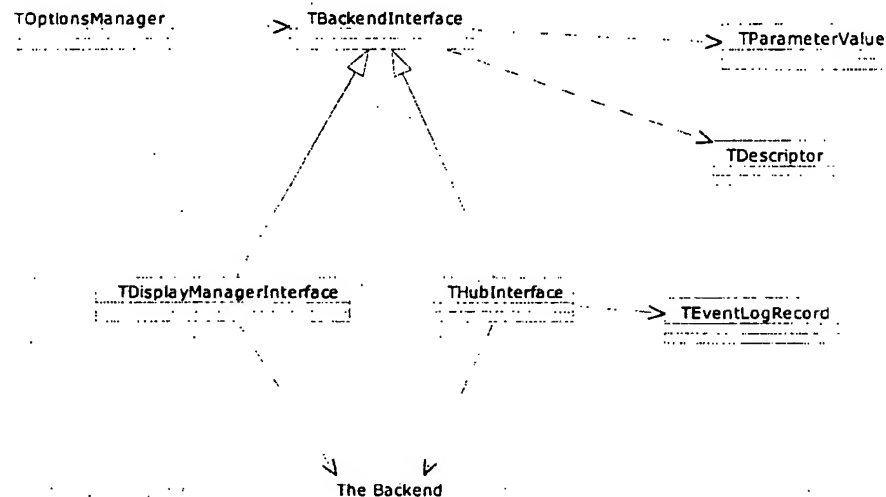 TOptionsManager
TBackendInterface
TParameterValue
TDescriptor
TDisplayManagerInterface
THubInterface
TEventLogRecord
The Backend